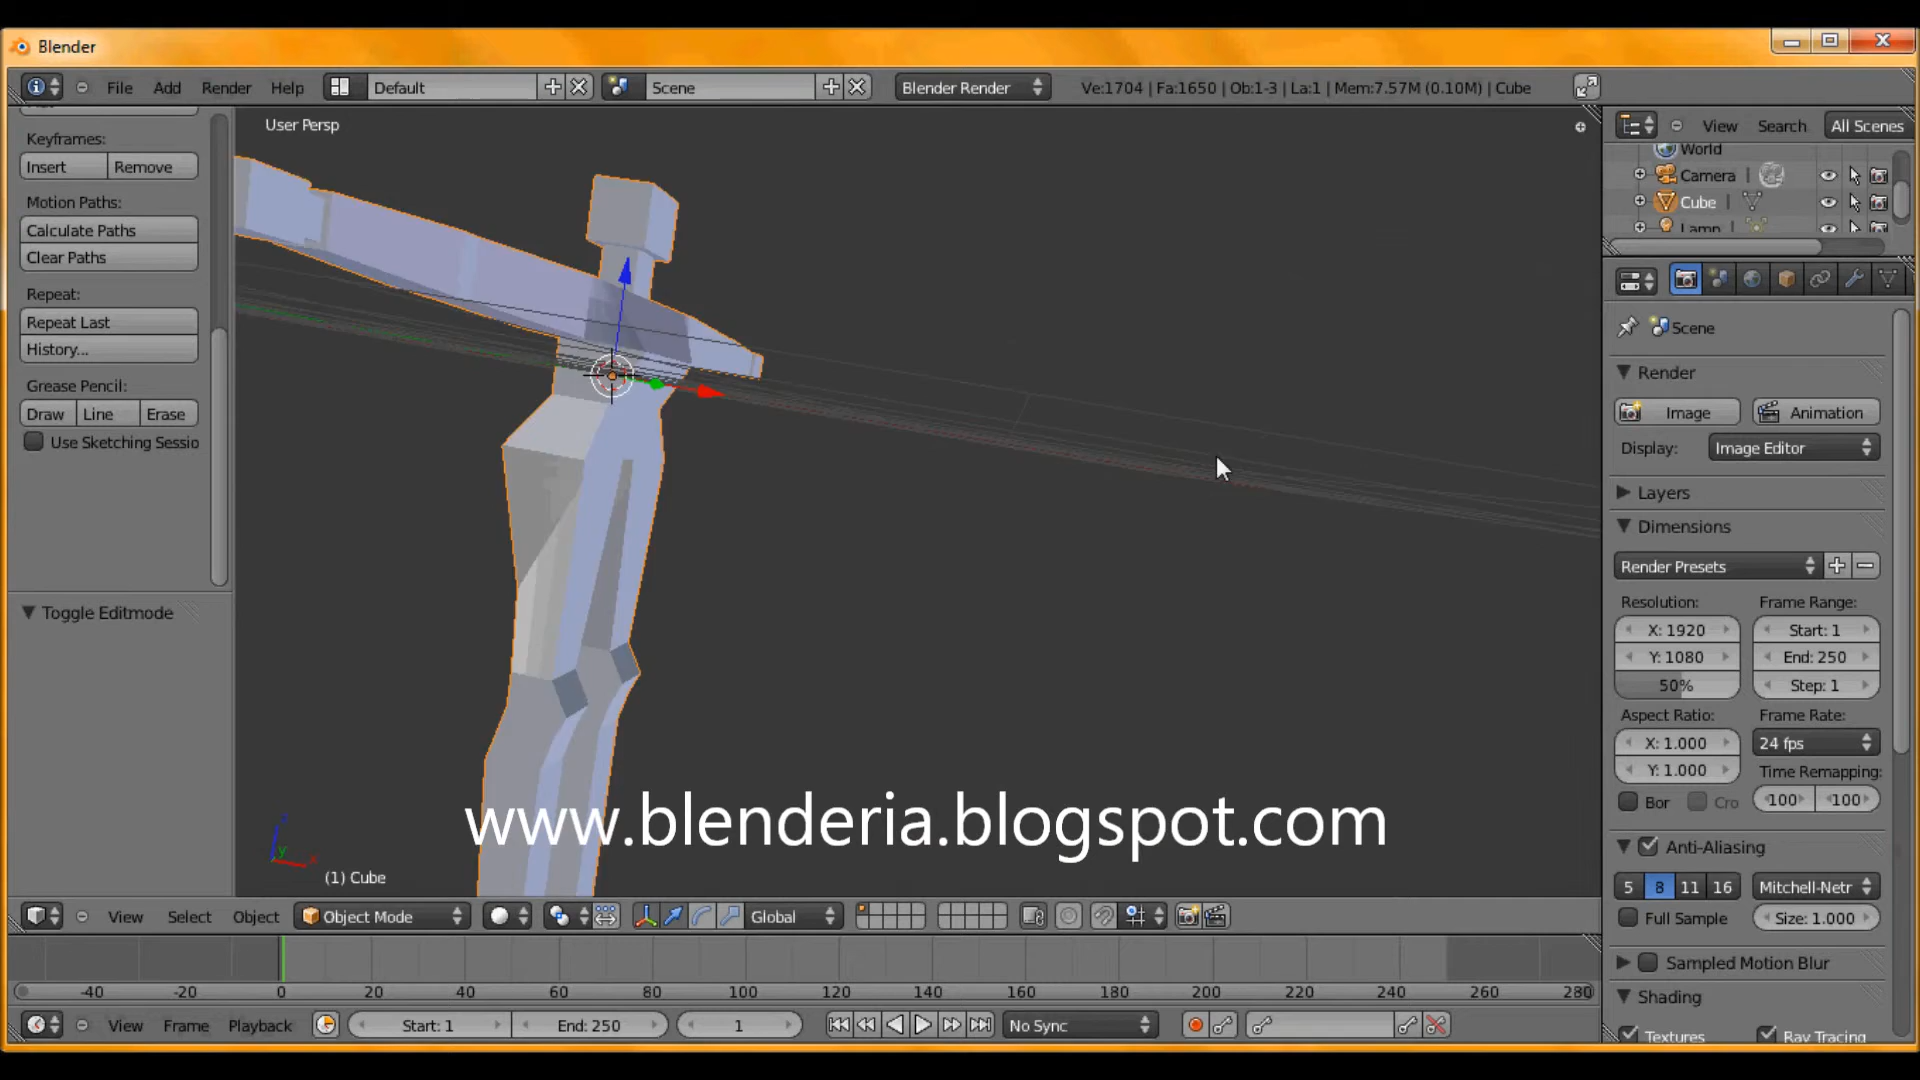 Blender
File Add Render Help Default Scene Blender Render Ve:1704 | Fa:1650 | Ob:1-3 | La:1 | Mem:7.57M (0.10M) | Cube
User Persp
Keyframes:
Insert Remove
Motion Paths:
Calculate Paths
Clear Paths
Repeat:
Repeat Last
History...
Grease Pencil:
Draw Line Erase
Use Sketching Sessio
Toggle Editmode
www.blenderia.blogspot.com
(1) Cube
View Select Object Object Mode Global
-40 -20 0 20 40 60 80 100 120 140 160 180 200 220 240 260 280
View Frame Playback Start: 1 End: 250 1 No Sync
View Search All Scenes
World
Camera
Cube
Lamp
Scene
Render
Image Animation
Display: Image Editor
Layers
Dimensions
Render Presets
Resolution: Frame Range:
X: 1920 Start: 1
Y: 1080 End: 250
50% Step: 1
Aspect Ratio: Frame Rate:
X: 1.000 24 fps
Y: 1.000 Time Remapping:
Bor Cro 100 100
Anti-Aliasing
5 8 11 16 Mitchell-Netr
Full Sample Size: 1.000
Sampled Motion Blur
Shading
Textures Ray Tracing